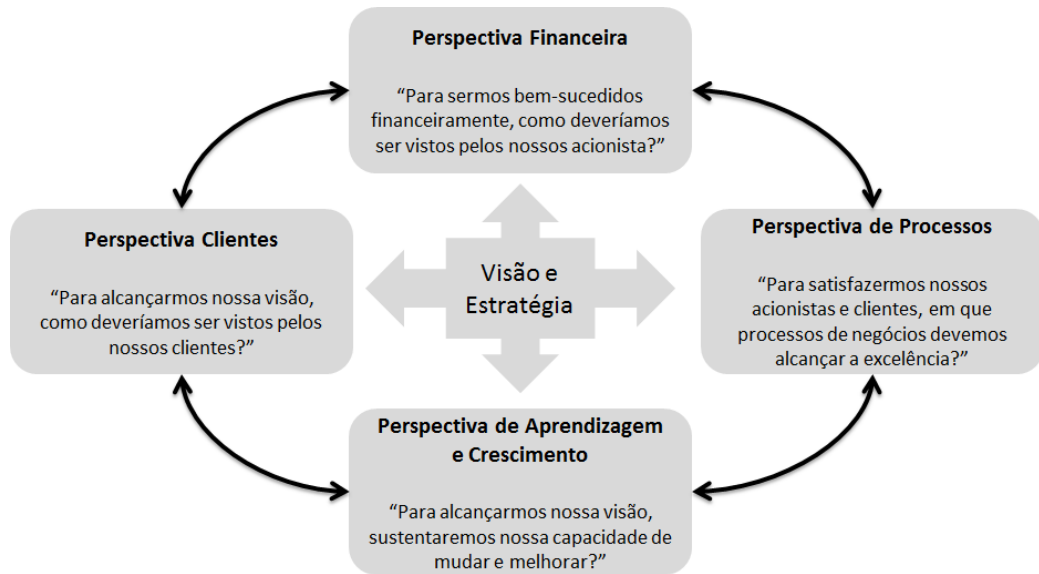 Perspectiva Financeira
“Para sermos bem-sucedidos
financeiramente, como deveríamos
ser vistos pelos nossos acionista?”
Perspectiva Clientes
“Para alcançarmos nossa visão,
como deveríamos ser vistos pelos
nossos clientes?”
Visão e
Estratégia
Perspectiva de Processos
“Para satisfazermos nossos
acionistas e clientes, em que
processos de negócios devemos
alcançar a excelência?”
Perspectiva de Aprendizagem
e Crescimento
“Para alcançarmos nossa visão,
sustentaremos nossa capacidade de
mudar e melhorar?”